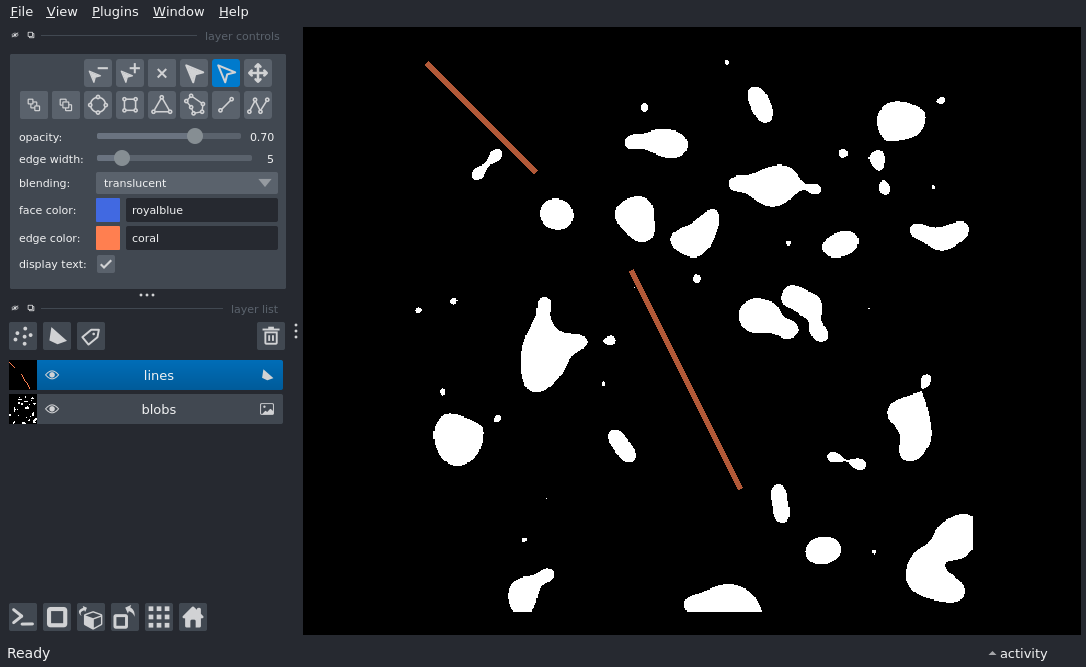 File View Plugins Window Help
layer controls
opacity: 0.70
edge width: 5
blending: translucent
face color: royalblue
edge color: coral
display text:
layer list
lines
blobs
Ready
activity